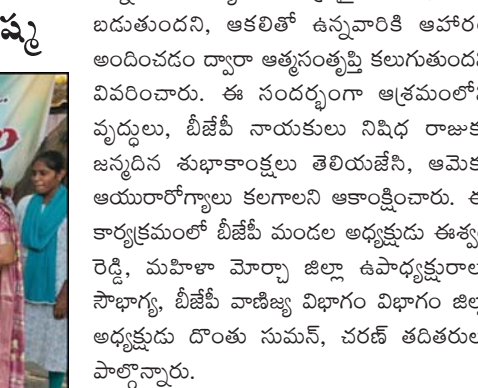 ష్మ
బడుతుందని, ఆకలితో ఉన్నవారికి ఆహారం
అందించడం ద్వారా ఆత్మసంతృప్తి కలుగుతుందని
వివరించారు. ఈ సందర్భంగా ఆశ్రమంలోని
వృద్ధులు, బీజేపీ నాయకులు నిషిధ రాజుకు
జన్మదిన శుభాకాంక్షలు తెలియజేసి, ఆమెకు
ఆయురారోగ్యాలు కలగాలని ఆకాంక్షించారు. ఈ
కార్యక్రమంలో బీజేపీ మండల అధ్యక్షుడు ఈశ్వర్
రెడ్డి, మహిళా మోర్చా జిల్లా ఉపాధ్యక్షురాలు
సౌభాగ్య, బీజేపీ వాణిజ్య విభాగం విభాగం జిల్లా
అధ్యక్షుడు దొంతు సుమన్, చరణ్ తదితరులు
పాల్గొన్నారు.